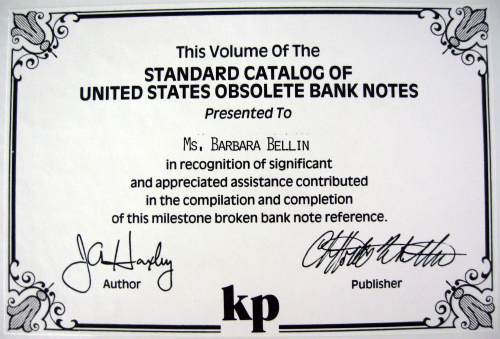 This Volume Of The
STANDARD CATALOG OF
UNITED STATES OBSOLETE BANK NOTES
Presented To
Ms. Barbara Bellin
in recognition of significant
and appreciated assistance contributed
in the compilation and completion
of this milestone broken bank note reference.
Author
Publisher
kp